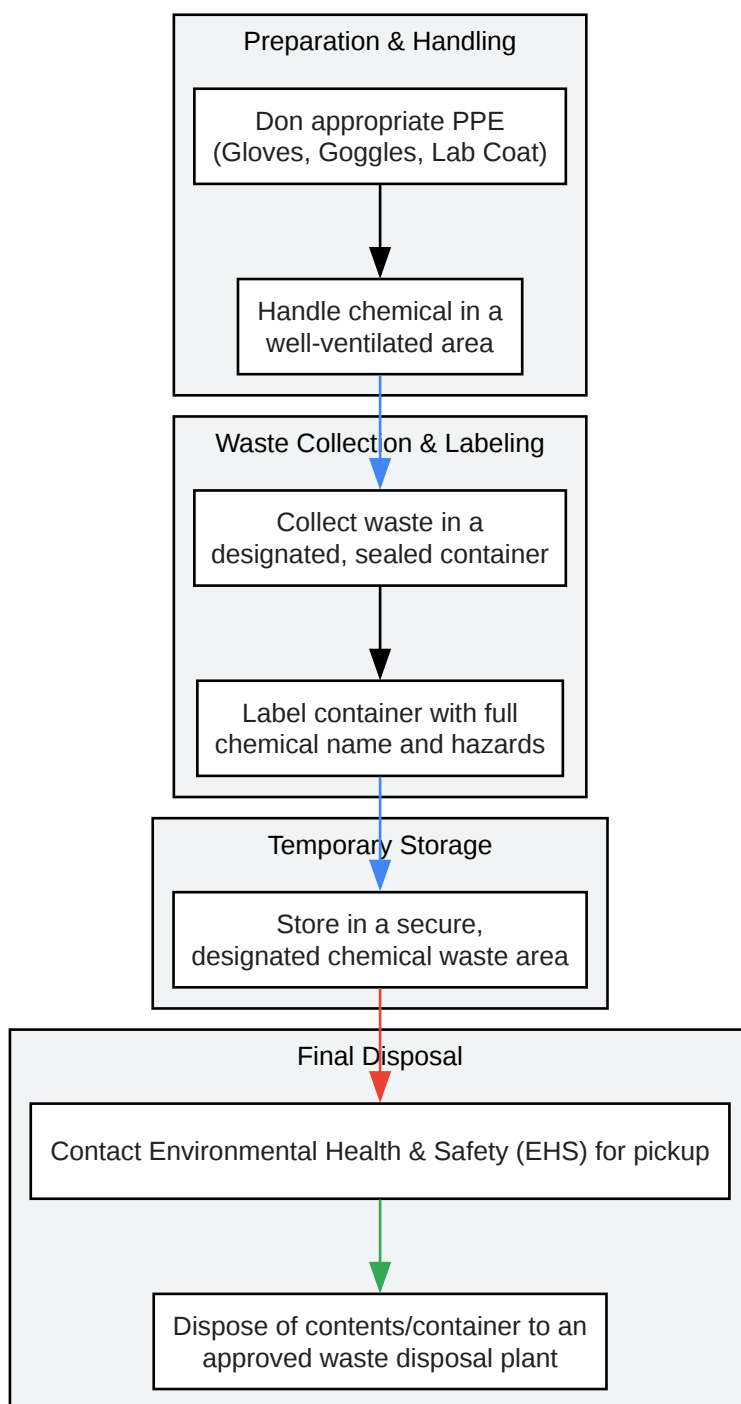 Preparation & Handling
Don appropriate PPE
(Gloves, Goggles, Lab Coat)
Handle chemical in a
well-ventilated area
Waste Collection & Labeling
Collect waste in a
designated, sealed container
Label container with full
chemical name and hazards
Temporary Storage
Store in a secure,
designated chemical waste area
Final Disposal
Contact Environmental Health & Safety (EHS) for pickup
Dispose of contents/container to an
approved waste disposal plant